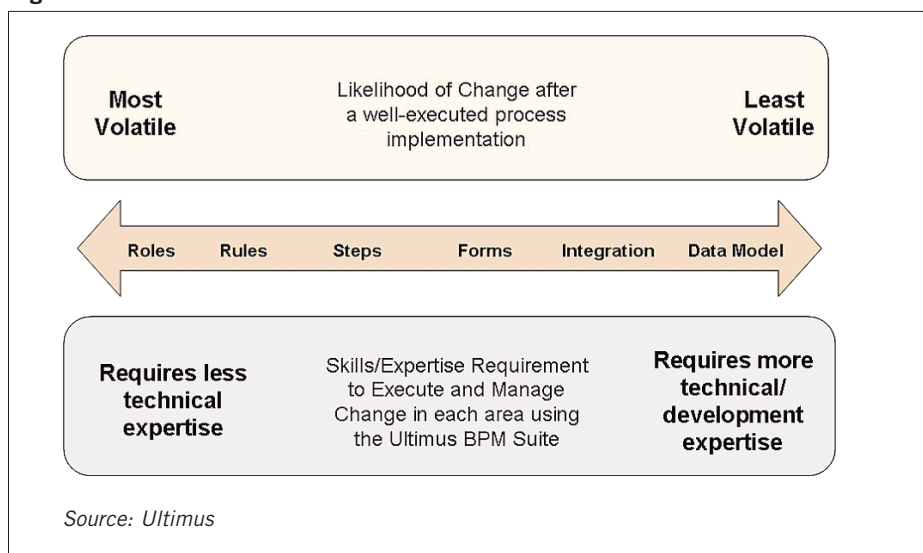 Most
Volatile
Likelihood of Change after
a well-executed process
implementation
Least
Volatile
Roles Rules Steps Forms Integration Data Model
Requires less
technical
expertise
Skills/Expertise Requirement
to Execute and Manage
Change in each area using
the Ultimus BPM Suite
Requires more
technical/
development
expertise
Source: Ultimus